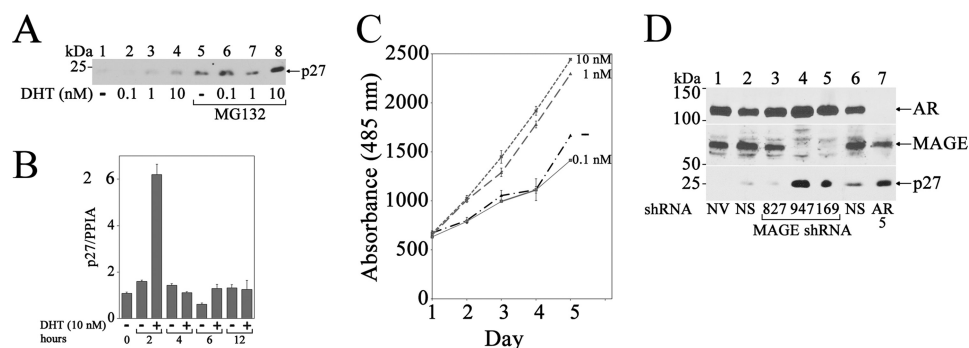 A
kDa 1 2 3 4 5 6 7 8
25
p27
DHT (nM) - 0.1 1 10 - 0.1 1 10
MG132
B
p27/PPIA
6
4
2
0
DHT (10 nM) - - + - + - + - +
hours 0 2 4 6 12
C
Absorbance (485 nm)
2500
2000
1500
1000
500
0
10 nM
1 nM
-
0.1 nM
1 2 3 4 5
Day
D
kDa 1 2 3 4 5 6 7
150
100
AR
MAGE
50
25
p27
shRNA NV NS 827 947 169 NS AR
5
MAGE shRNA